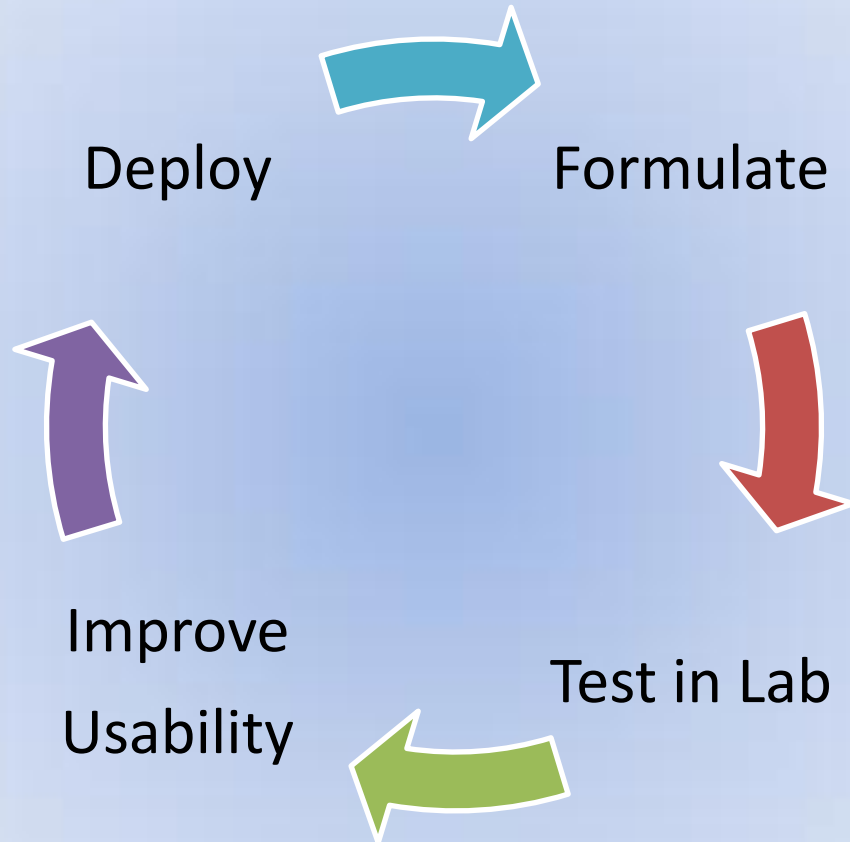 Deploy
Formulate
Improve
Usability
Test in Lab